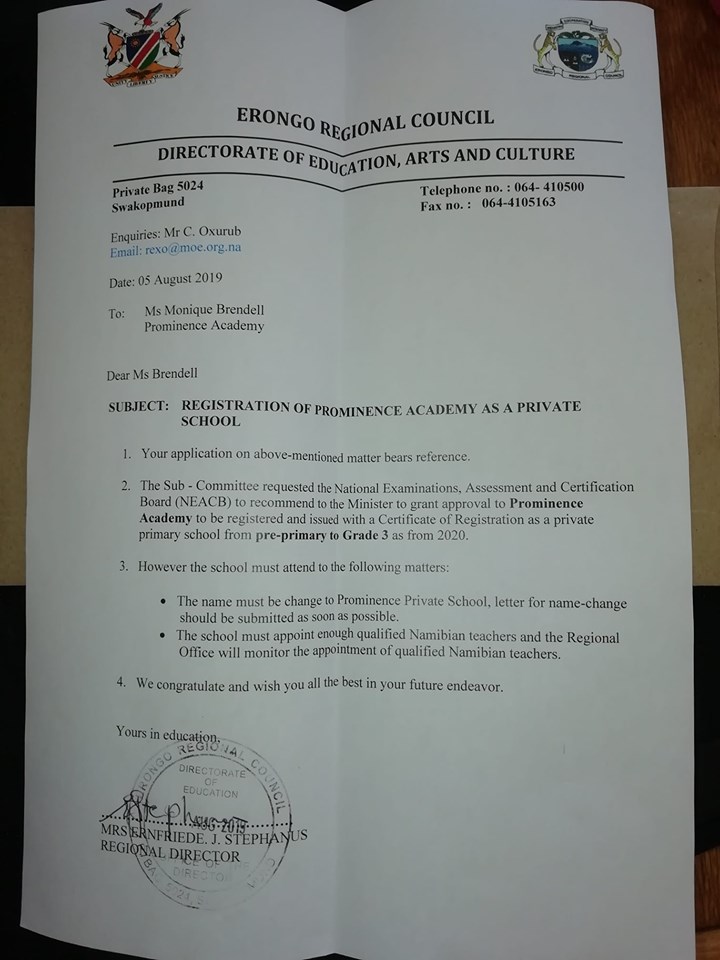 UNITY LIBERTY JUSTICE
ERONGO REGIONAL COUNCIL
DIRECTORATE OF EDUCATION, ARTS AND CULTURE
Private Bag 5024
Swakopmund
Telephone no. : 064- 410500
Fax no. : 064-4105163
Enquiries: Mr C. Oxurub
Email: rexo@moe.org.na
Date: 05 August 2019
To: Ms Monique Brendell
Prominence Academy
Dear Ms Brendell
SUBJECT: REGISTRATION OF PROMINENCE ACADEMY AS A PRIVATE
SCHOOL
1. Your application on above-mentioned matter bears reference.
2. The Sub - Committee requested the National Examinations, Assessment and Certification
Board (NEACB) to recommend to the Minister to grant approval to Prominence
Academy to be registered and issued with a Certificate of Registration as a private
primary school from pre-primary to Grade 3 as from 2020.
3. However the school must attend to the following matters:
• The name must be change to Prominence Private School, letter for name-change
should be submitted as soon as possible.
• The school must appoint enough qualified Namibian teachers and the Regional
Office will monitor the appointment of qualified Namibian teachers.
4. We congratulate and wish you all the best in your future endeavor.
Yours in education,
ERONGO REGIONAL COUNCIL
DIRECTORATE
OF
EDUCATION
AUG 2019
MRS ERNFRIEDE. J. STEPHANUS
REGIONAL DIRECTOR
OFFICE OF THE
DIRECTOR